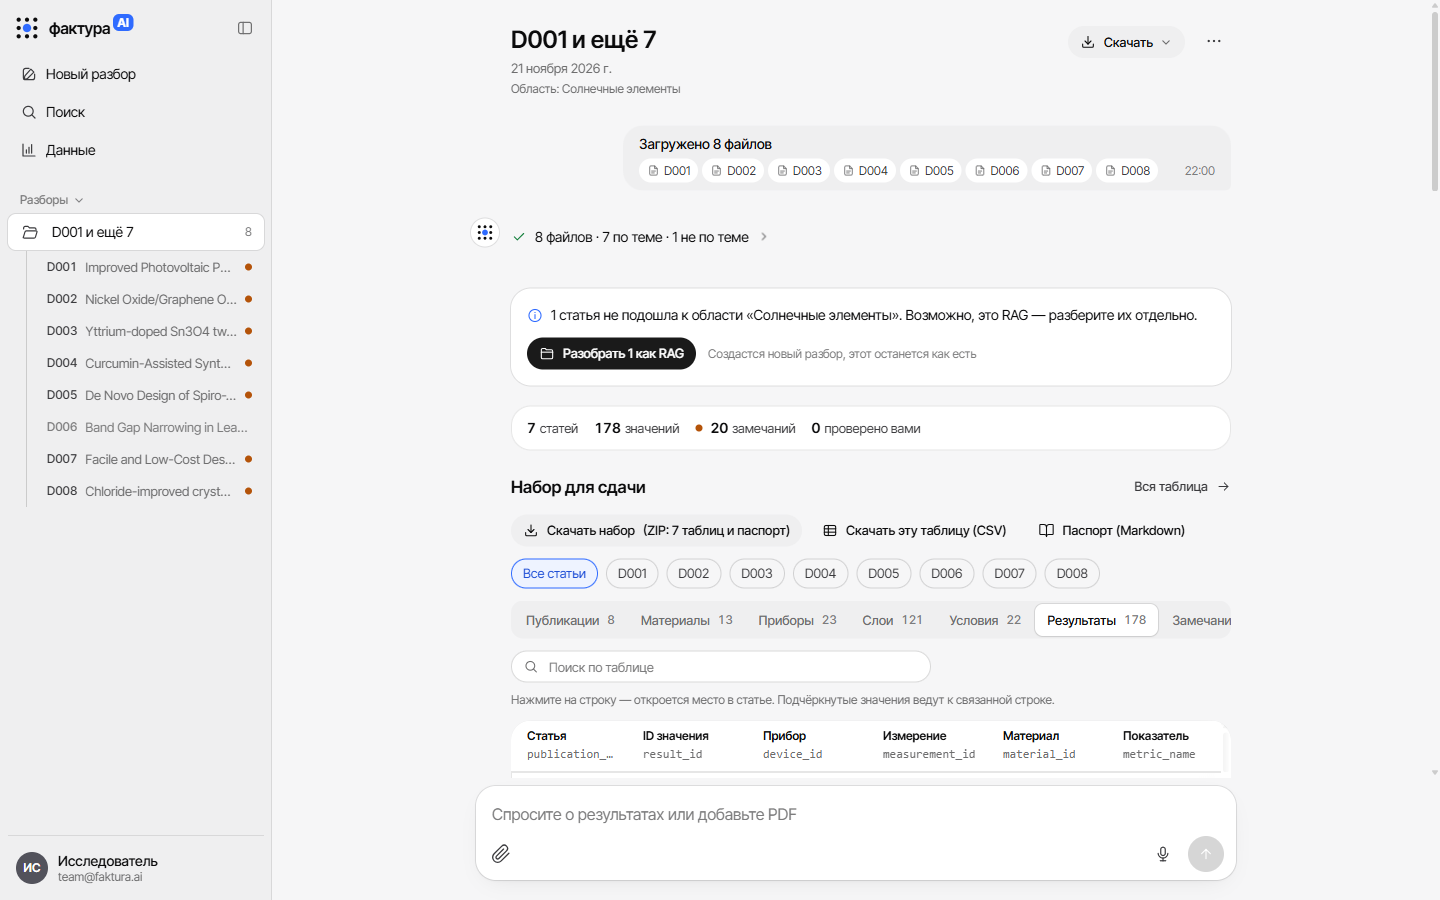 фактура AI
Новый разбор
Поиск
Данные
Разборы
D001 и ещё 7 8
D001 Improved Photovoltaic P...
D002 Nickel Oxide/Graphene O...
D003 Yttrium-doped Sn3O4 tw...
D004 Curcumin-Assisted Synt...
D005 De Novo Design of Spiro-...
D006 Band Gap Narrowing in Lea...
D007 Facile and Low-Cost Des...
D008 Chloride-improved cryst...
ИС
Исследователь
team@faktura.ai
D001 и ещё 7
Скачать
21 ноября 2026 г.
Область: Солнечные элементы
Загружено 8 файлов
D001 D002 D003 D004 D005 D006 D007 D008 22:00
8 файлов · 7 по теме · 1 не по теме
1 статья не подошла к области «Солнечные элементы». Возможно, это RAG — разберите их отдельно.
Разобрать 1 как RAG
Создастся новый разбор, этот останется как есть
7 статей 178 значений 20 замечаний 0 проверено вами
Набор для сдачи
Вся таблица
Скачать набор (ZIP: 7 таблиц и паспорт) Скачать эту таблицу (CSV) Паспорт (Markdown)
Все статьи D001 D002 D003 D004 D005 D006 D007 D008
Публикации 8 Материалы 13 Приборы 23 Слои 121 Условия 22 Результаты 178 Замечани
Поиск по таблице
Нажмите на строку — откроется место в статье. Подчёркнутые значения ведут к связанной строке.
Статья ID значения Прибор Измерение Материал Показатель
publication_… result_id device_id measurement_id material_id metric_name
Спросите о результатах или добавьте PDF